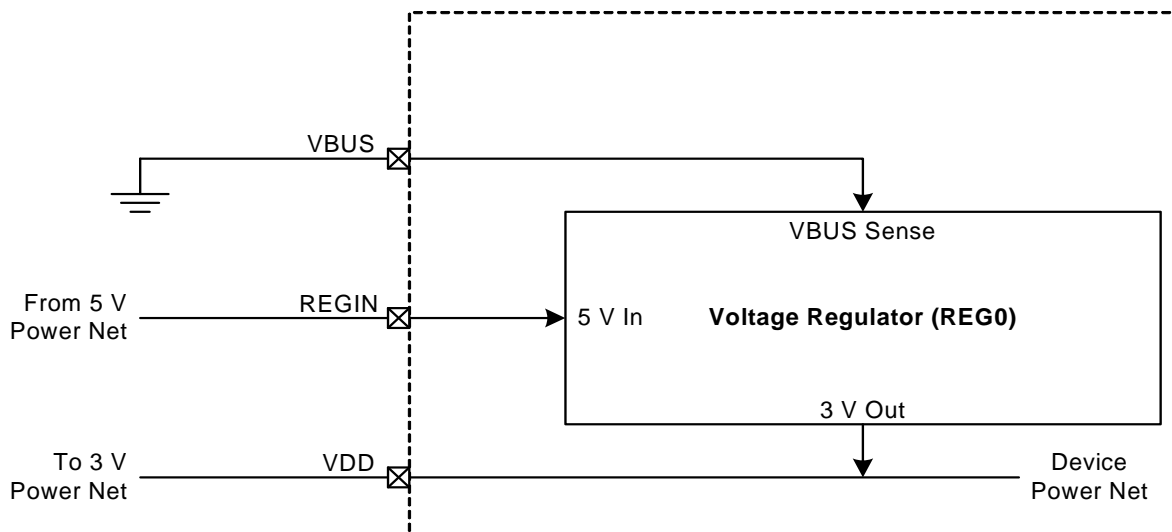 VBUS
VBUS Sense
From 5 V
Power Net
REGIN
5 V In
Voltage Regulator (REG0)
3 V Out
To 3 V
Power Net
VDD
Device
Power Net